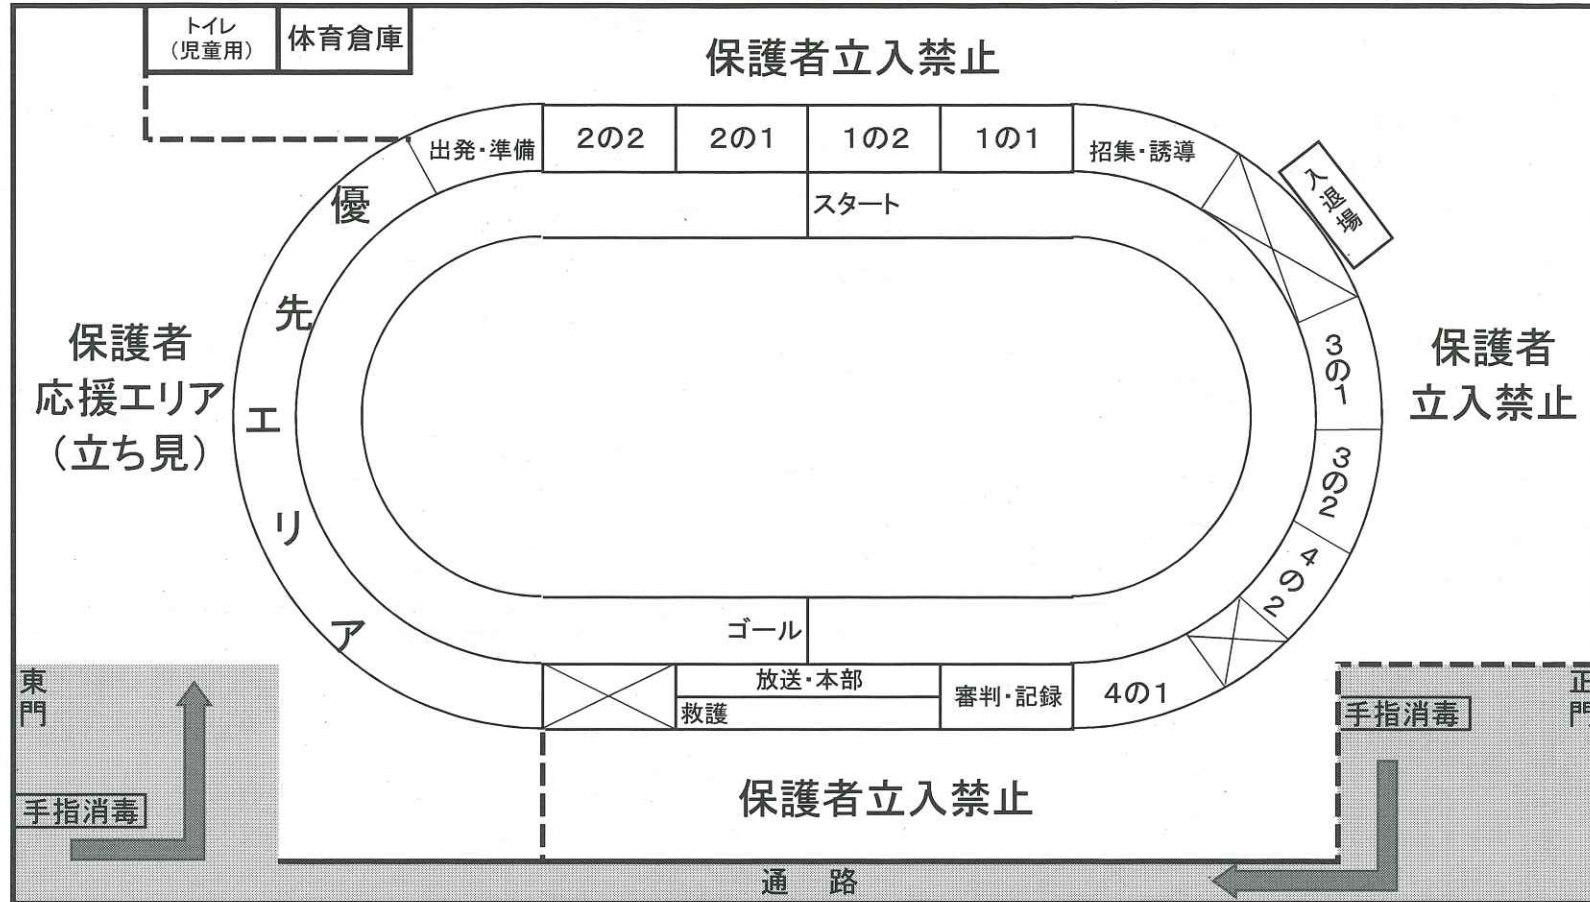 トイレ
(児童用)
体育倉庫
保護者立入禁止
出発・準備
2の2
2の1
1の2
1の1
招集・誘導
入退場
スタート
優先エリア
保護者
応援エリア
(立ち見)
3の1
保護者
立入禁止
3の2
4の2
ゴール
放送・本部
救護
審判・記録
4の1
東門
正門
手指消毒
手指消毒
保護者立入禁止
通路